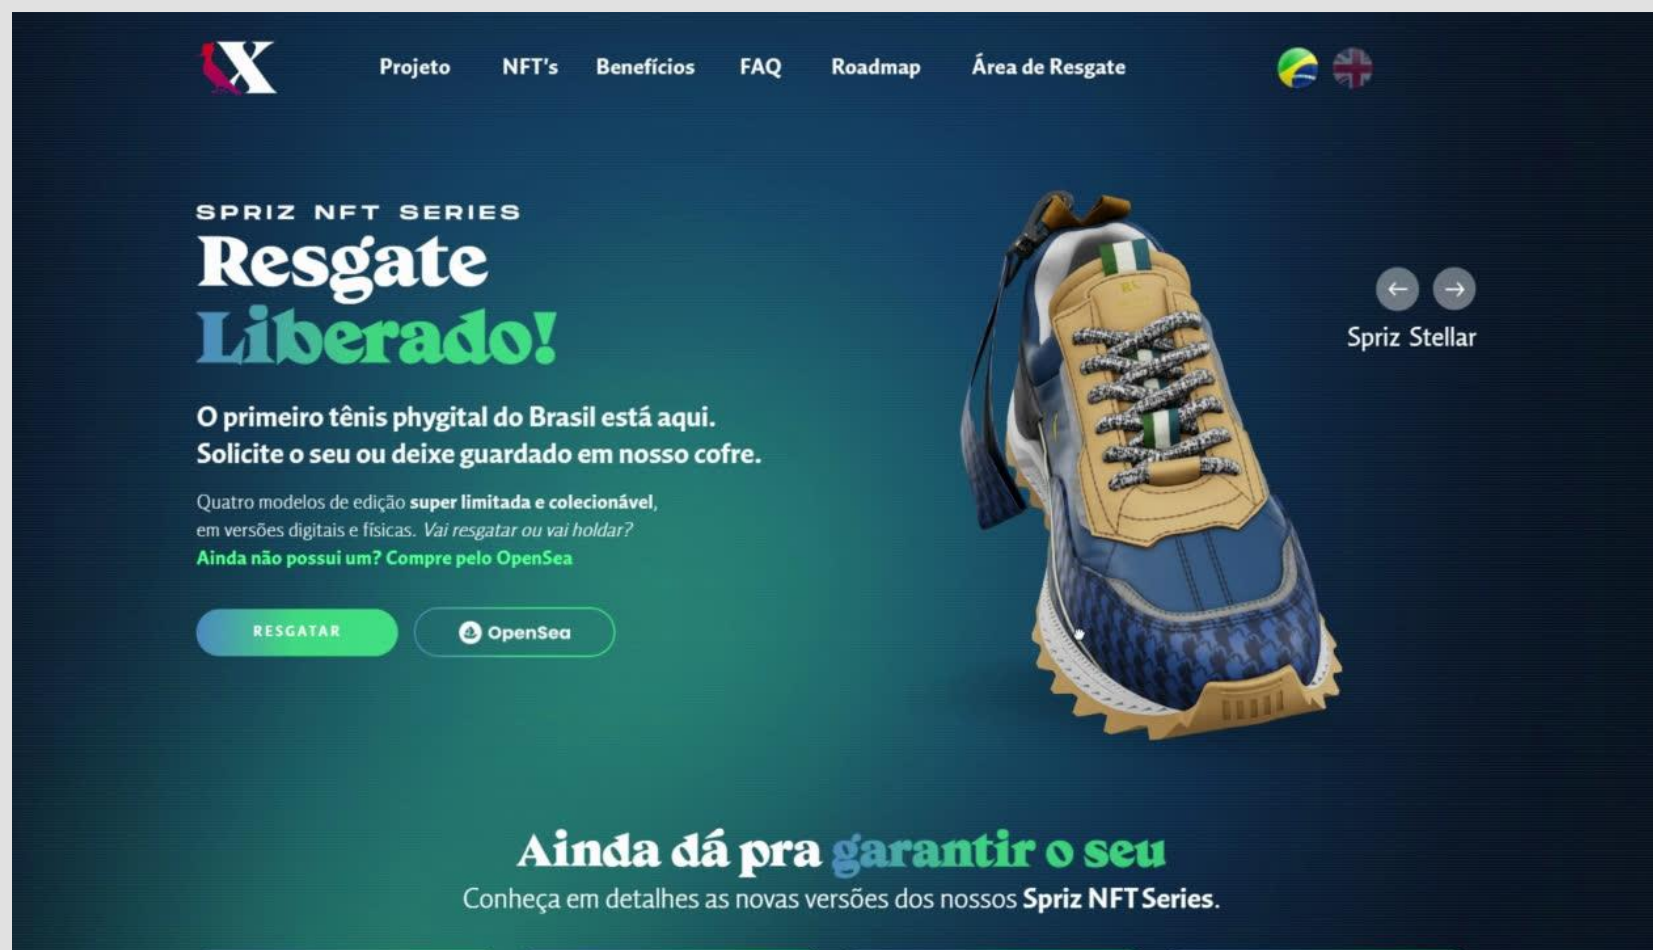 X
Projeto NFT's Benefícios FAQ Roadmap Área de Resgate
SPRIZ NFT SERIES
Resgate
Liberado!
O primeiro tênis phygital do Brasil está aqui.
Solicite o seu ou deixe guardado em nosso cofre.
Quatro modelos de edição super limitada e colecionável,
em versões digitais e físicas. Vai resgatar ou vai holdar?
Ainda não possui um? Compre pelo OpenSea
RESGATAR
OpenSea
Spriz Stellar
Ainda dá pra garantir o seu
Conheça em detalhes as novas versões dos nossos Spriz NFT Series.